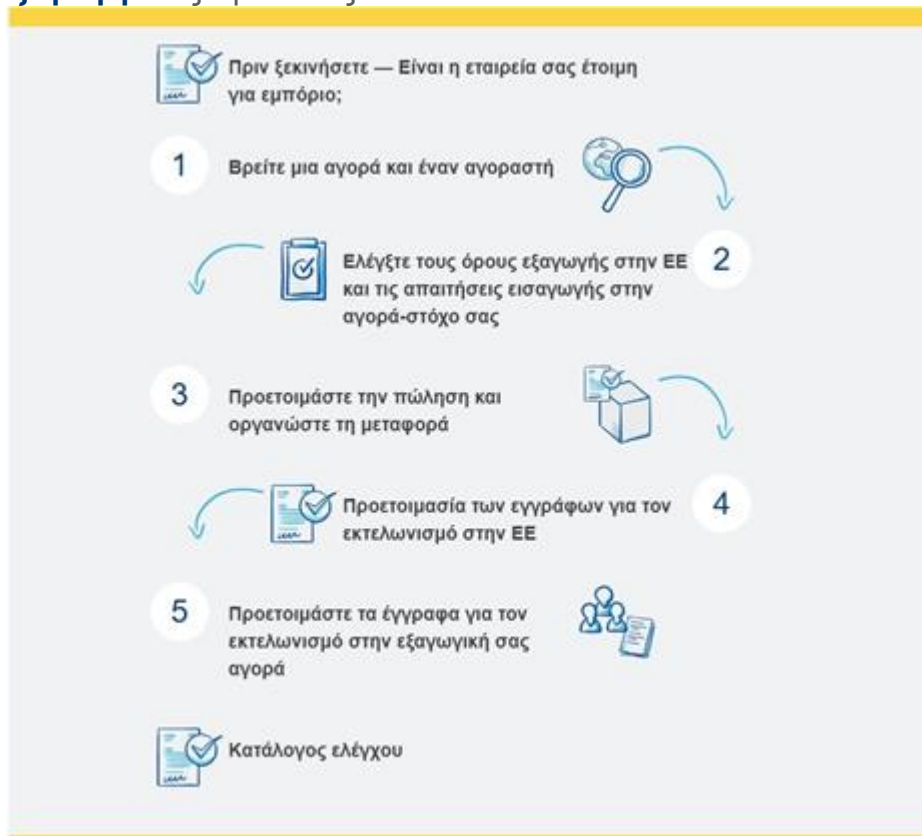 Πριν ξεκινήσετε — Είναι η εταιρεία σας έτοιμη
για εμπόριο;
1
Βρείτε μια αγορά και έναν αγοραστή
Ελέγξτε τους όρους εξαγωγής στην ΕΕ
2
και τις απαιτήσεις εισαγωγής στην
αγορά-στόχο σας
3
Προετοιμάστε την πώληση και
οργανώστε τη μεταφορά
Προετοιμασία των εγγράφων για τον
4
εκτελωνισμό στην ΕΕ
5
Προετοιμάστε τα έγγραφα για τον
εκτελωνισμό στην εξαγωγική σας
αγορά
Κατάλογος ελέγχου